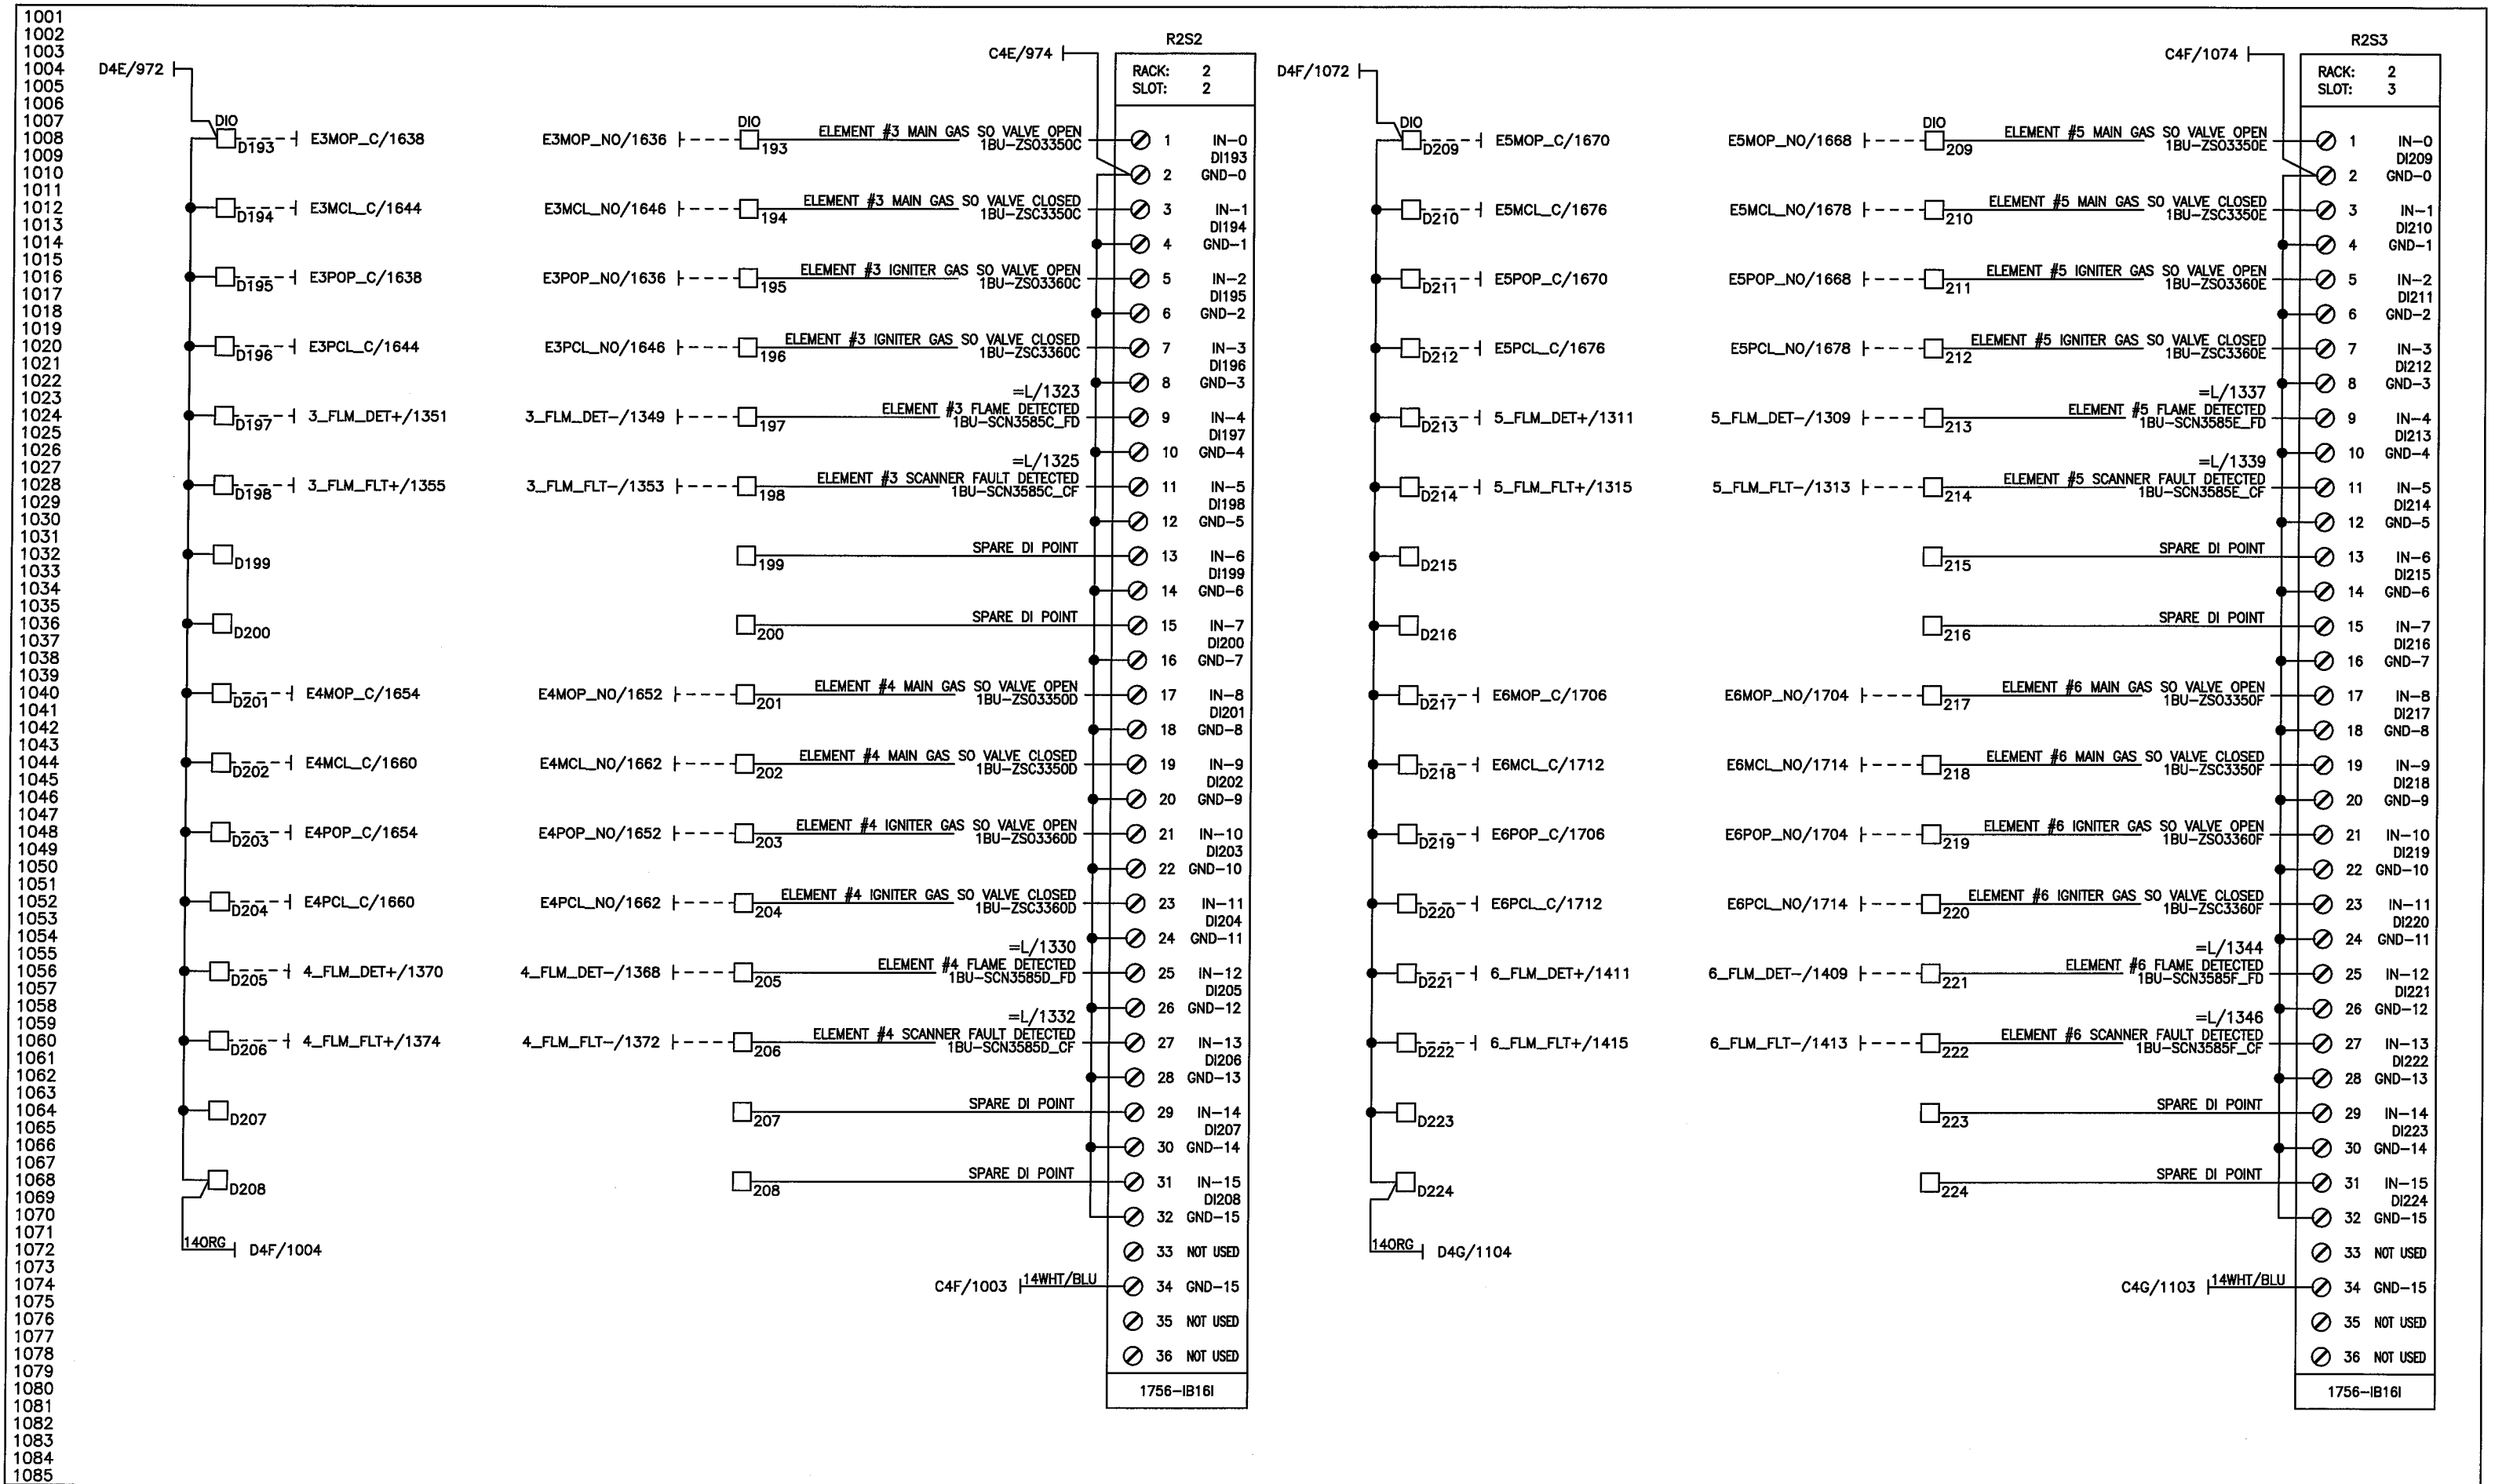 1001
1002
1003
1004
1005
1006
1007
1008
1009
1010
1011
1012
1013
1014
1015
1016
1017
1018
1019
1020
1021
1022
1023
1024
1025
1026
1027
1028
1029
1030
1031
1032
1033
1034
1035
1036
1037
1038
1039
1040
1041
1042
1043
1044
1045
1046
1047
1048
1049
1050
1051
1052
1053
1054
1055
1056
1057
1058
1059
1060
1061
1062
1063
1064
1065
1066
1067
1068
1069
1070
1071
1072
1073
1074
1075
1076
1077
1078
1079
1080
1081
1082
1083
1084
1085
D4E/972
DIO
D193 E3MOP_C/1638
D194 E3MCL_C/1644
D195 E3POP_C/1638
D196 E3PCL_C/1644
D197 3_FLM_DET+/1351
D198 3_FLM_FLT+/1355
D199
D200
D201 E4MOP_C/1654
D202 E4MCL_C/1660
D203 E4POP_C/1654
D204 E4PCL_C/1660
D205 4_FLM_DET+/1370
D206 4_FLM_FLT+/1374
D207
D208
14ORG D4F/1004
C4E/974
DIO
E3MOP_NO/1636 193 ELEMENT #3 MAIN GAS SO VALVE OPEN
1BU-ZSO3350C
E3MCL_NO/1646 194 ELEMENT #3 MAIN GAS SO VALVE CLOSED
1BU-ZSC3350C
E3POP_NO/1636 195 ELEMENT #3 IGNITER GAS SO VALVE OPEN
1BU-ZSO3360C
E3PCL_NO/1646 196 ELEMENT #3 IGNITER GAS SO VALVE CLOSED
1BU-ZSC3360C
=L/1323
3_FLM_DET-/1349 197 ELEMENT #3 FLAME DETECTED
1BU-SCN3585C_FD
=L/1325
3_FLM_FLT-/1353 198 ELEMENT #3 SCANNER FAULT DETECTED
1BU-SCN3585C_CF
199 SPARE DI POINT
200 SPARE DI POINT
E4MOP_NO/1652 201 ELEMENT #4 MAIN GAS SO VALVE OPEN
1BU-ZSO3350D
E4MCL_NO/1662 202 ELEMENT #4 MAIN GAS SO VALVE CLOSED
1BU-ZSC3350D
E4POP_NO/1652 203 ELEMENT #4 IGNITER GAS SO VALVE OPEN
1BU-ZSO3360D
E4PCL_NO/1662 204 ELEMENT #4 IGNITER GAS SO VALVE CLOSED
1BU-ZSC3360D
=L/1330
4_FLM_DET-/1368 205 ELEMENT #4 FLAME DETECTED
1BU-SCN3585D_FD
=L/1332
4_FLM_FLT-/1372 206 ELEMENT #4 SCANNER FAULT DETECTED
1BU-SCN3585D_CF
207 SPARE DI POINT
208 SPARE DI POINT
C4F/1003 14WHT/BLU
R2S2
RACK: 2
SLOT: 2
1 IN-0
DI193
2 GND-0
3 IN-1
DI194
4 GND-1
5 IN-2
DI195
6 GND-2
7 IN-3
DI196
8 GND-3
9 IN-4
DI197
10 GND-4
11 IN-5
DI198
12 GND-5
13 IN-6
DI199
14 GND-6
15 IN-7
DI200
16 GND-7
17 IN-8
DI201
18 GND-8
19 IN-9
DI202
20 GND-9
21 IN-10
DI203
22 GND-10
23 IN-11
DI204
24 GND-11
25 IN-12
DI205
26 GND-12
27 IN-13
DI206
28 GND-13
29 IN-14
DI207
30 GND-14
31 IN-15
DI208
32 GND-15
33 NOT USED
34 GND-15
35 NOT USED
36 NOT USED
1756-IB16I
D4F/1072
DIO
D209 E5MOP_C/1670
D210 E5MCL_C/1676
D211 E5POP_C/1670
D212 E5PCL_C/1676
D213 5_FLM_DET+/1311
D214 5_FLM_FLT+/1315
D215
D216
D217 E6MOP_C/1706
D218 E6MCL_C/1712
D219 E6POP_C/1706
D220 E6PCL_C/1712
D221 6_FLM_DET+/1411
D222 6_FLM_FLT+/1415
D223
D224
14ORG D4G/1104
C4F/1074
DIO
E5MOP_NO/1668 209 ELEMENT #5 MAIN GAS SO VALVE OPEN
1BU-ZSO3350E
E5MCL_NO/1678 210 ELEMENT #5 MAIN GAS SO VALVE CLOSED
1BU-ZSC3350E
E5POP_NO/1668 211 ELEMENT #5 IGNITER GAS SO VALVE OPEN
1BU-ZSO3360E
E5PCL_NO/1678 212 ELEMENT #5 IGNITER GAS SO VALVE CLOSED
1BU-ZSC3360E
=L/1337
5_FLM_DET-/1309 213 ELEMENT #5 FLAME DETECTED
1BU-SCN3585E_FD
=L/1339
5_FLM_FLT-/1313 214 ELEMENT #5 SCANNER FAULT DETECTED
1BU-SCN3585E_CF
215 SPARE DI POINT
216 SPARE DI POINT
E6MOP_NO/1704 217 ELEMENT #6 MAIN GAS SO VALVE OPEN
1BU-ZSO3350F
E6MCL_NO/1714 218 ELEMENT #6 MAIN GAS SO VALVE CLOSED
1BU-ZSC3350F
E6POP_NO/1704 219 ELEMENT #6 IGNITER GAS SO VALVE OPEN
1BU-ZSO3360F
E6PCL_NO/1714 220 ELEMENT #6 IGNITER GAS SO VALVE CLOSED
1BU-ZSC3360F
=L/1344
6_FLM_DET-/1409 221 ELEMENT #6 FLAME DETECTED
1BU-SCN3585F_FD
=L/1346
6_FLM_FLT-/1413 222 ELEMENT #6 SCANNER FAULT DETECTED
1BU-SCN3585F_CF
223 SPARE DI POINT
224 SPARE DI POINT
C4G/1103 14WHT/BLU
R2S3
RACK: 2
SLOT: 3
1 IN-0
DI209
2 GND-0
3 IN-1
DI210
4 GND-1
5 IN-2
DI211
6 GND-2
7 IN-3
DI212
8 GND-3
9 IN-4
DI213
10 GND-4
11 IN-5
DI214
12 GND-5
13 IN-6
DI215
14 GND-6
15 IN-7
DI216
16 GND-7
17 IN-8
DI217
18 GND-8
19 IN-9
DI218
20 GND-9
21 IN-10
DI219
22 GND-10
23 IN-11
DI220
24 GND-11
25 IN-12
DI221
26 GND-12
27 IN-13
DI222
28 GND-13
29 IN-14
DI223
30 GND-14
31 IN-15
DI224
32 GND-15
33 NOT USED
34 GND-15
35 NOT USED
36 NOT USED
1756-IB16I